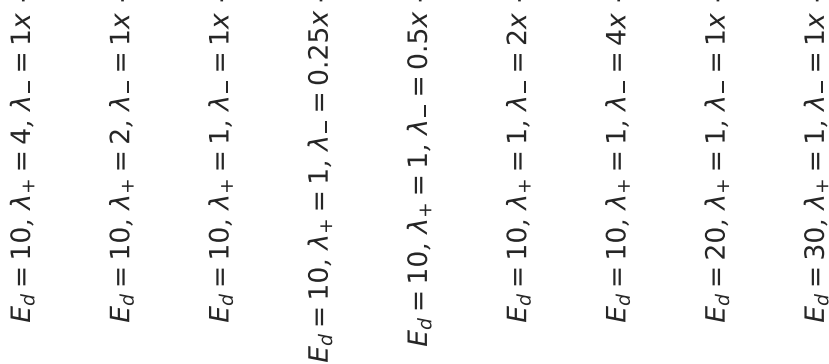 E_d = 10, λ_+ = 4, λ_− = 1x
E_d = 10, λ_+ = 2, λ_− = 1x
E_d = 10, λ_+ = 1, λ_− = 1x
E_d = 10, λ_+ = 1, λ_− = 0.25x
E_d = 10, λ_+ = 1, λ_− = 0.5x
E_d = 10, λ_+ = 1, λ_− = 2x
E_d = 10, λ_+ = 1, λ_− = 4x
E_d = 20, λ_+ = 1, λ_− = 1x
E_d = 30, λ_+ = 1, λ_− = 1x